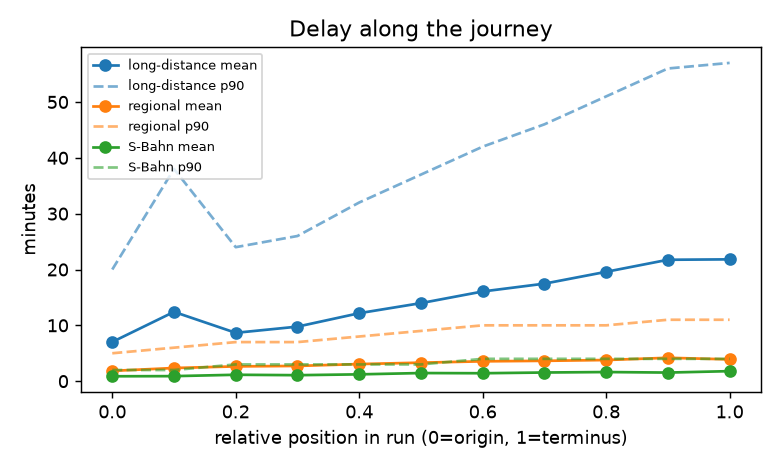 Delay along the journey
long-distance mean
long-distance p90
regional mean
regional p90
S-Bahn mean
S-Bahn p90
minutes
50
40
30
20
10
0
0.0 0.2 0.4 0.6 0.8 1.0
relative position in run (0=origin, 1=terminus)